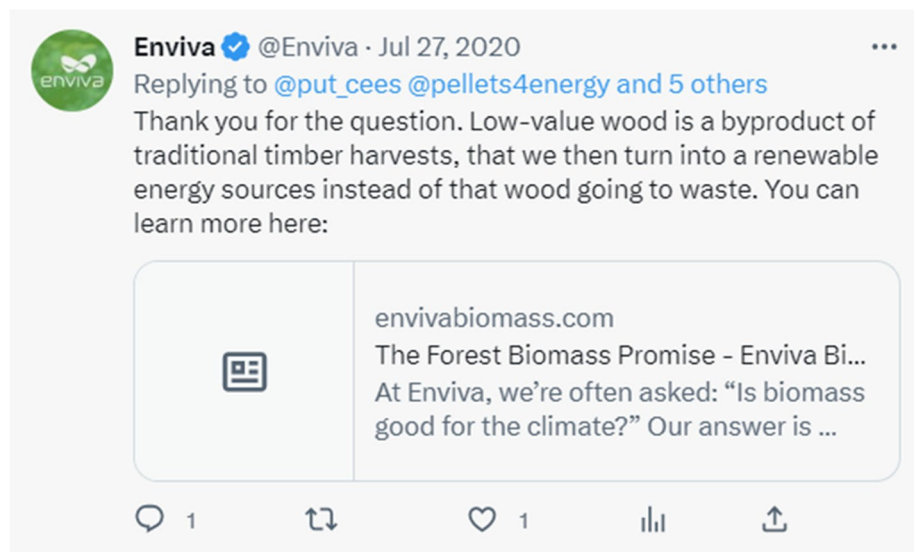 enviva
Enviva @Enviva · Jul 27, 2020
Replying to @put_cees @pellets4energy and 5 others
Thank you for the question. Low-value wood is a byproduct of
traditional timber harvests, that we then turn into a renewable
energy sources instead of that wood going to waste. You can
learn more here:
envivabiomass.com
The Forest Biomass Promise - Enviva Bi...
At Enviva, we're often asked: “Is biomass
good for the climate?” Our answer is ...
1 1